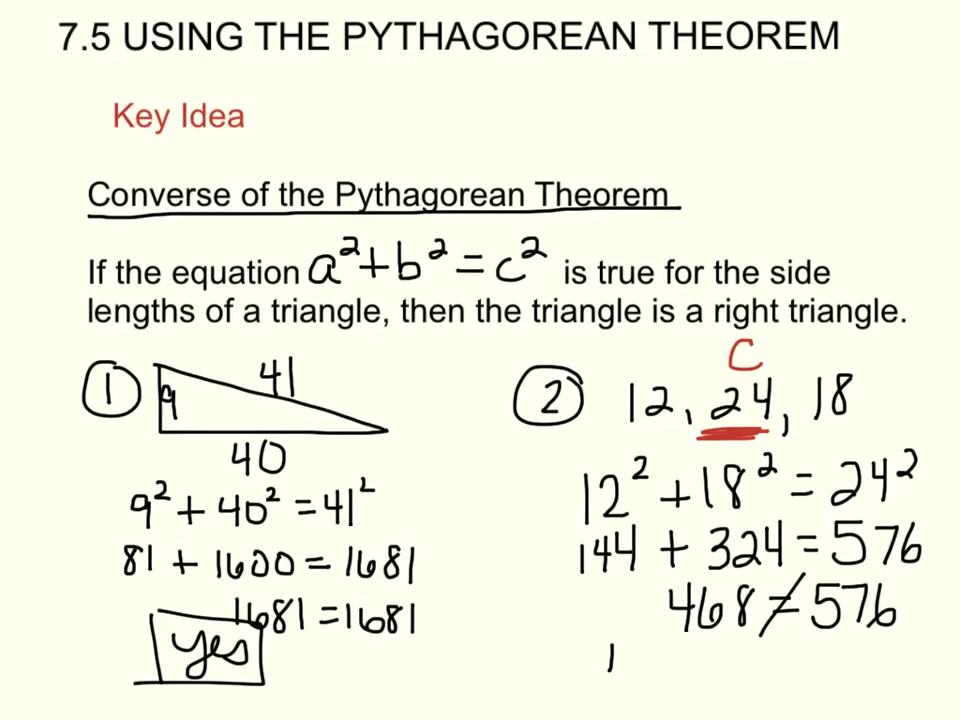 7.5 USING THE PYTHAGOREAN THEOREM
Key Idea
Converse of the Pythagorean Theorem
If the equation a² + b² = c² is true for the side
lengths of a triangle, then the triangle is a right triangle.
1
9
41
40
9² + 40² = 41²
81 + 1600 = 1681
1681 = 1681
yes
C
2 12, 24, 18
12² + 18² = 24²
144 + 324 = 576
468 ≠ 576